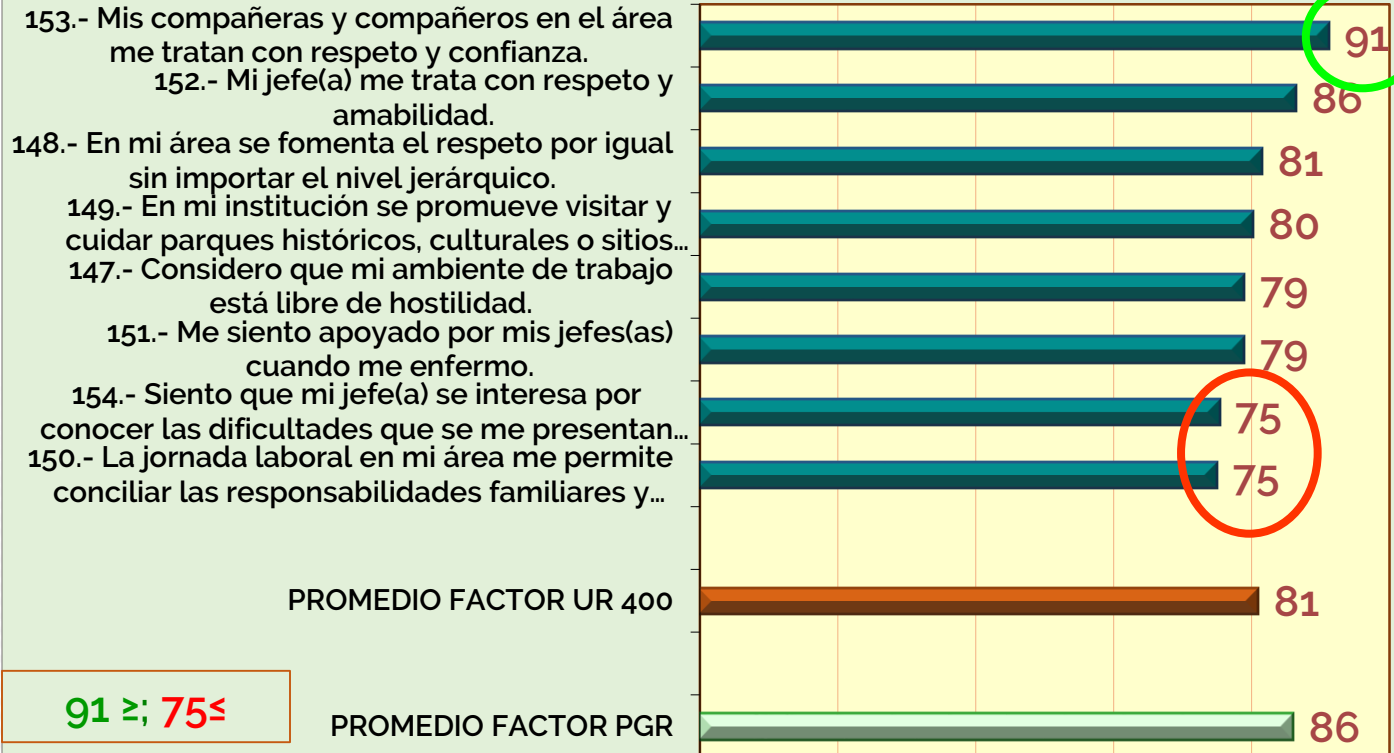 153.- Mis compañeras y compañeros en el área
me tratan con respeto y confianza.
91
152.- Mi jefe(a) me trata con respeto y
amabilidad.
86
148.- En mi área se fomenta el respeto por igual
sin importar el nivel jerárquico.
81
149.- En mi institución se promueve visitar y
cuidar parques históricos, culturales o sitios...
80
147.- Considero que mi ambiente de trabajo
está libre de hostilidad.
79
151.- Me siento apoyado por mis jefes(as)
cuando me enfermo.
79
154.- Siento que mi jefe(a) se interesa por
conocer las dificultades que se me presentan...
75
150.- La jornada laboral en mi área me permite
conciliar las responsabilidades familiares y...
75
PROMEDIO FACTOR UR 400
81
91 ≥; 75≤
PROMEDIO FACTOR PGR
86